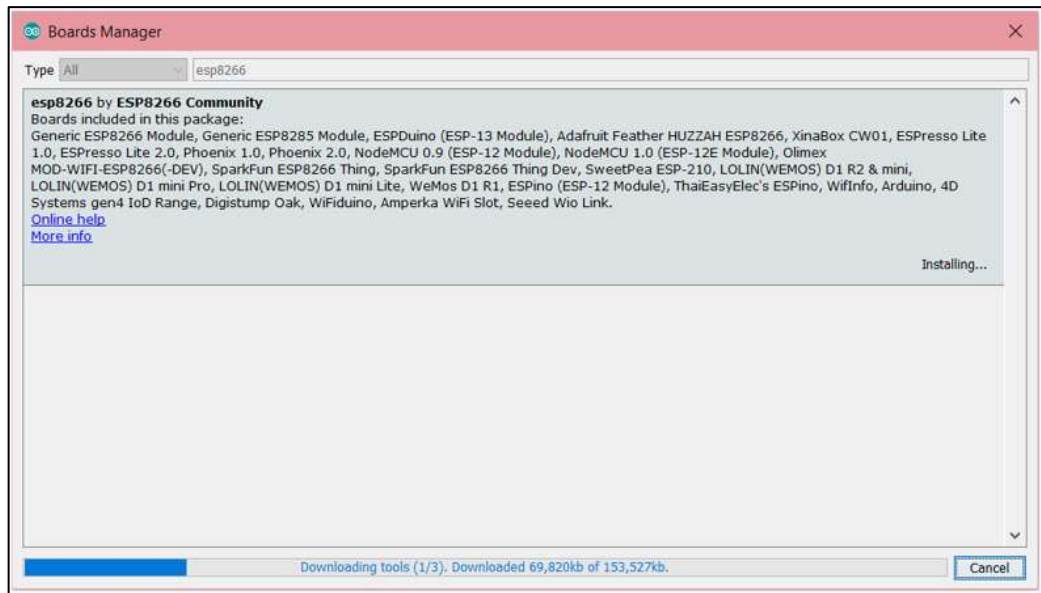 Boards Manager
Type All esp8266
esp8266 by ESP8266 Community
Boards included in this package:
Generic ESP8266 Module, Generic ESP8285 Module, ESPDuino (ESP-13 Module), Adafruit Feather HUZZAH ESP8266, XinaBox CW01, ESPresso Lite
1.0, ESPresso Lite 2.0, Phoenix 1.0, Phoenix 2.0, NodeMCU 0.9 (ESP-12 Module), NodeMCU 1.0 (ESP-12E Module), Olimex
MOD-WIFI-ESP8266(-DEV), SparkFun ESP8266 Thing, SparkFun ESP8266 Thing Dev, SweetPea ESP-210, LOLIN(WEMOS) D1 R2 & mini,
LOLIN(WEMOS) D1 mini Pro, LOLIN(WEMOS) D1 mini Lite, WeMos D1 R1, ESPino (ESP-12 Module), ThaiEasyElec's ESPino, WifInfo, Arduino, 4D
Systems gen4 IoD Range, Digistump Oak, WiFiduino, Amperka WiFi Slot, Seeed Wio Link.
Online help
More info
Installing...
Downloading tools (1/3). Downloaded 69,820kb of 153,527kb.
Cancel